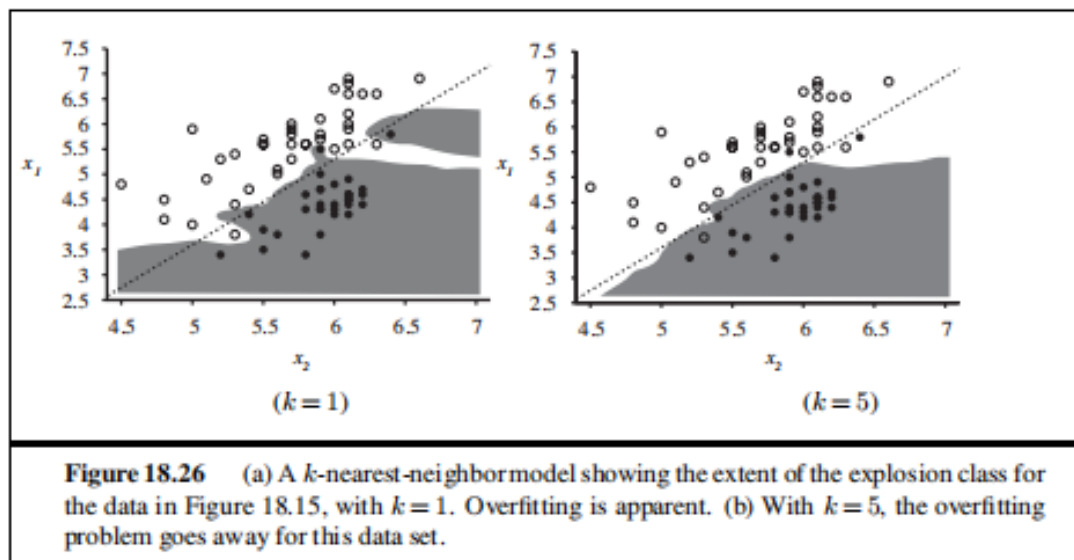 7.5
7
6.5
6
5.5
x1
5
4.5
4
3.5
3
2.5
4.5 5 5.5 6 6.5 7
x2
(k = 1)
7.5
7
6.5
6
5.5
x1
5
4.5
4
3.5
3
2.5
4.5 5 5.5 6 6.5 7
x2
(k = 5)
Figure 18.26 (a) A k-nearest-neighbor model showing the extent of the explosion class for
the data in Figure 18.15, with k = 1. Overfitting is apparent. (b) With k = 5, the overfitting
problem goes away for this data set.